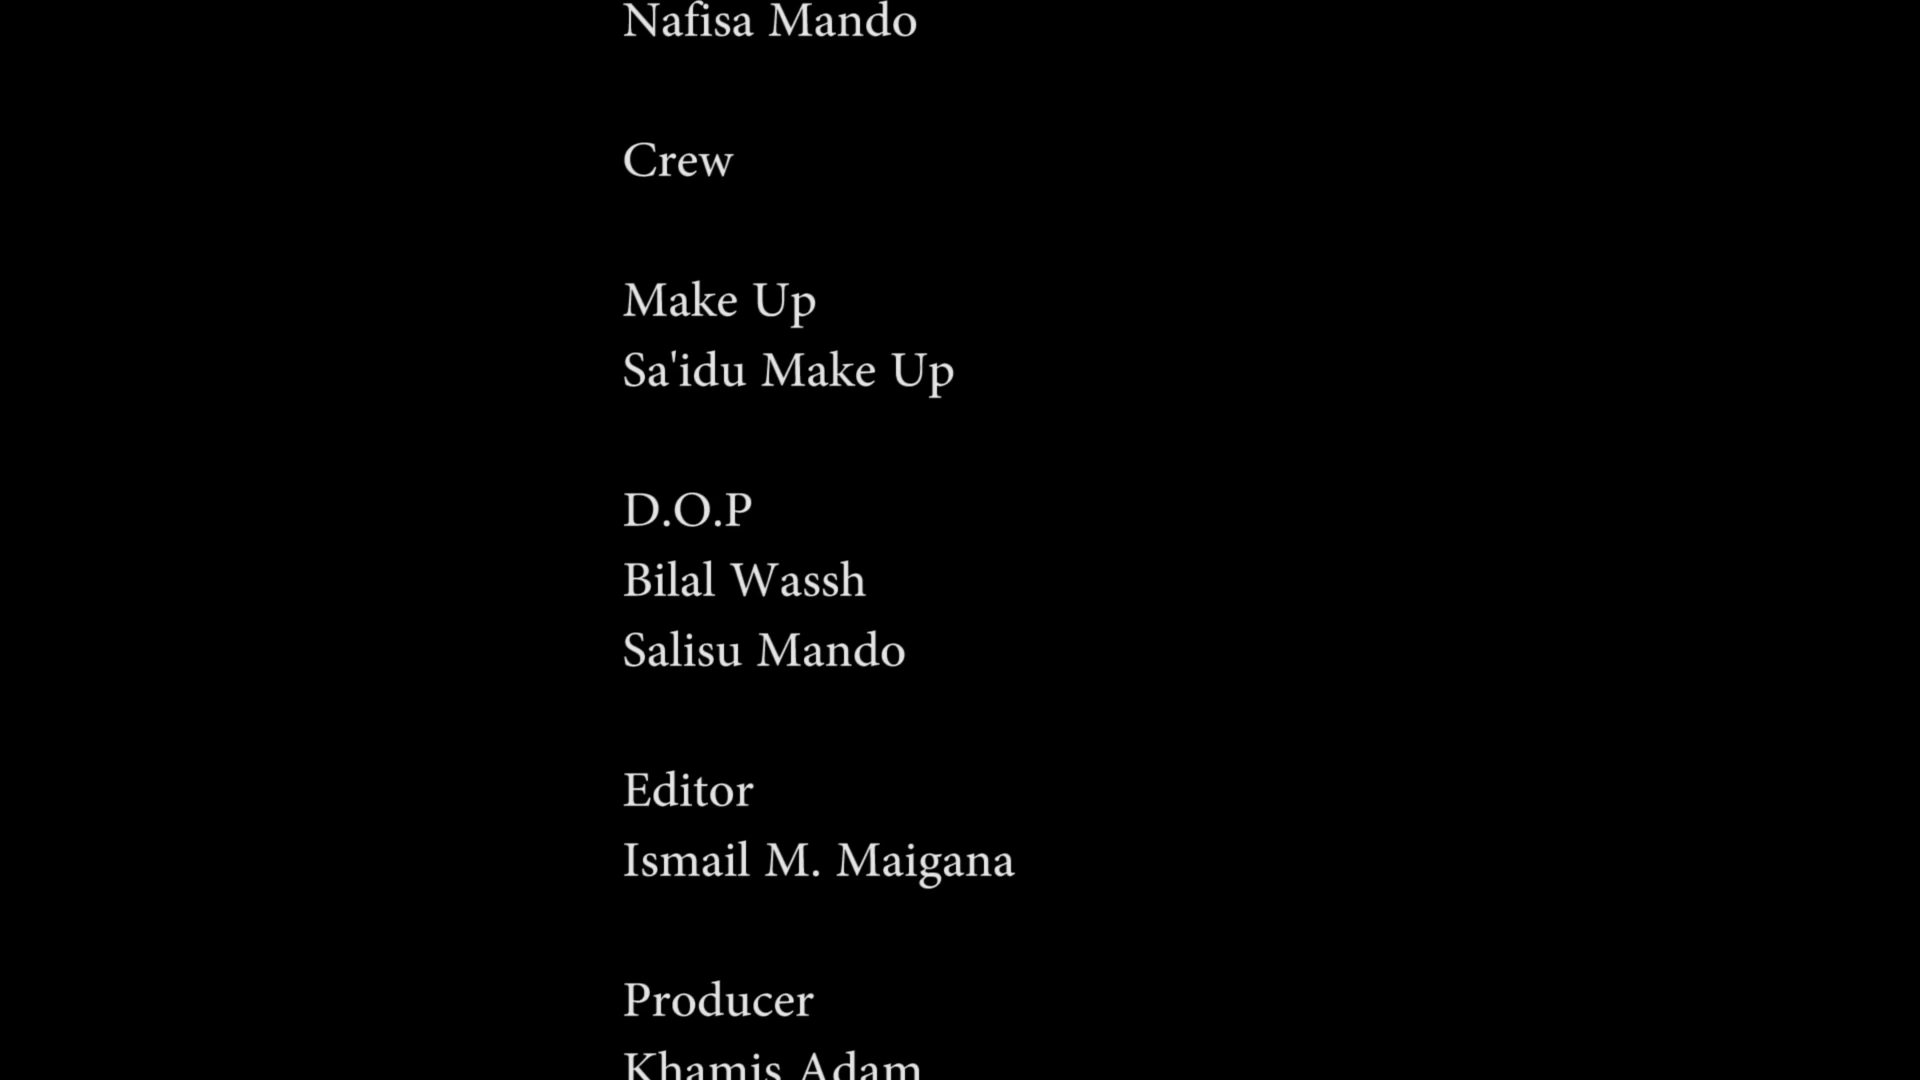 Nafisa Mando
Crew
Make Up
Sa'idu Make Up
D.O.P
Bilal Wassh
Salisu Mando
Editor
Ismail M. Maigana
Producer
Khamis Adam